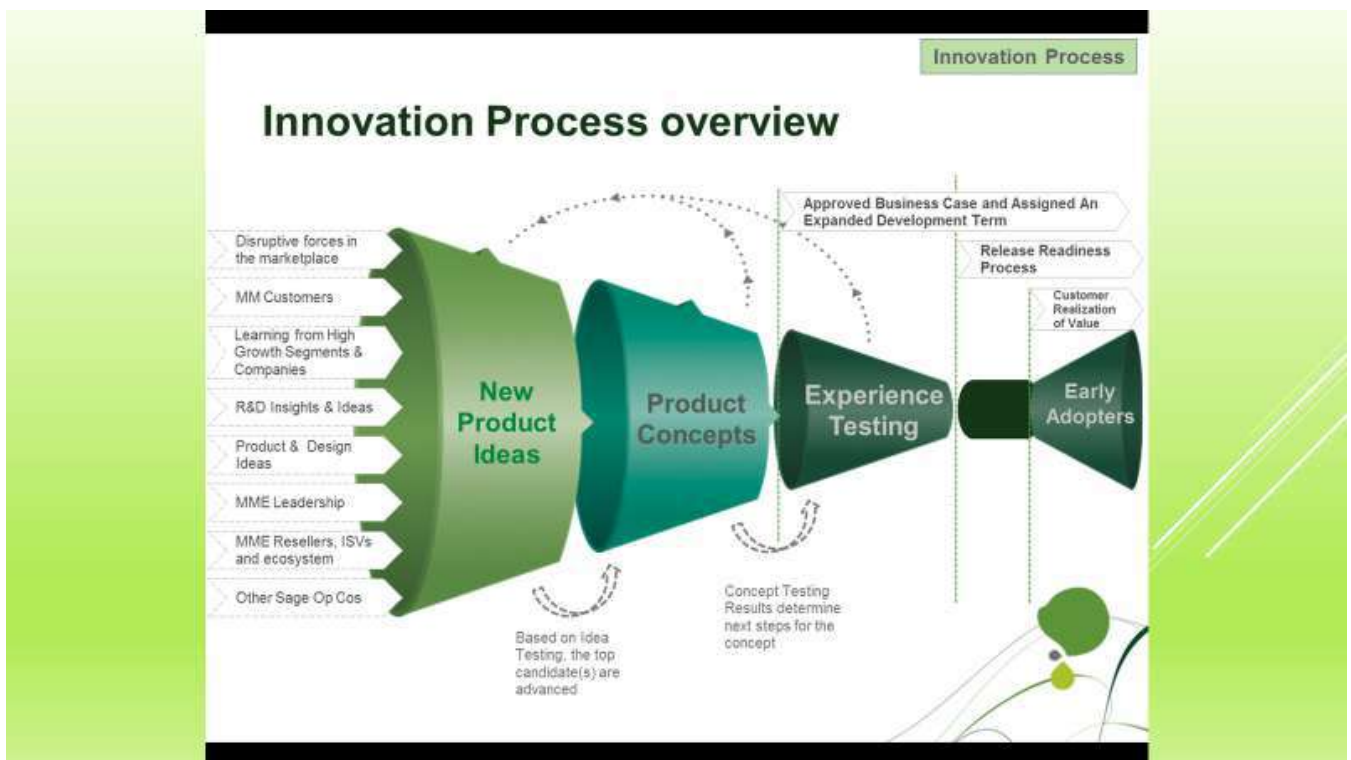 Innovation Process
Innovation Process overview
Approved Business Case and Assigned An
Expanded Development Term
Release Readiness
Process
Customer
Realization
of Value
Disruptive forces in
the marketplace
MM Customers
Learning from High
Growth Segments &
Companies
R&D Insights & Ideas
Product & Design
Ideas
MME Leadership
MME Resellers, ISVs
and ecosystem
Other Sage Op Cos
New
Product
Ideas
Product
Concepts
Experience
Testing
Early
Adopters
Based on Idea
Testing, the top
candidate(s) are
advanced
Concept Testing
Results determine
next steps for the
concept